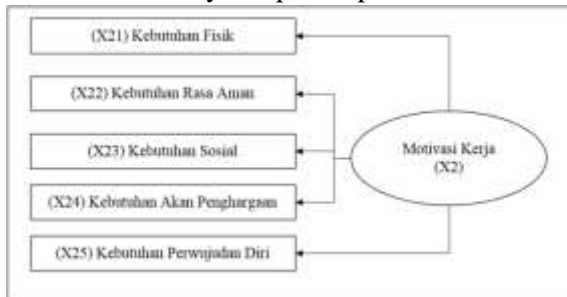 (X21) Kebutuhan Fisik
(X22) Kebutuhan Rasa Aman
(X23) Kebutuhan Sosial
(X24) Kebutuhan Akan Penghargaan
(X25) Kebutuhan Perwujudan Diri
Motivasi Kerja
(X2)